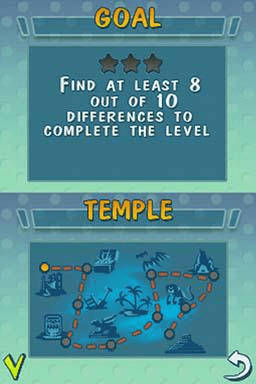 GOAL
FIND AT LEAST 8
OUT OF 10
DIFFERENCES TO
COMPLETE THE LEVEL
TEMPLE